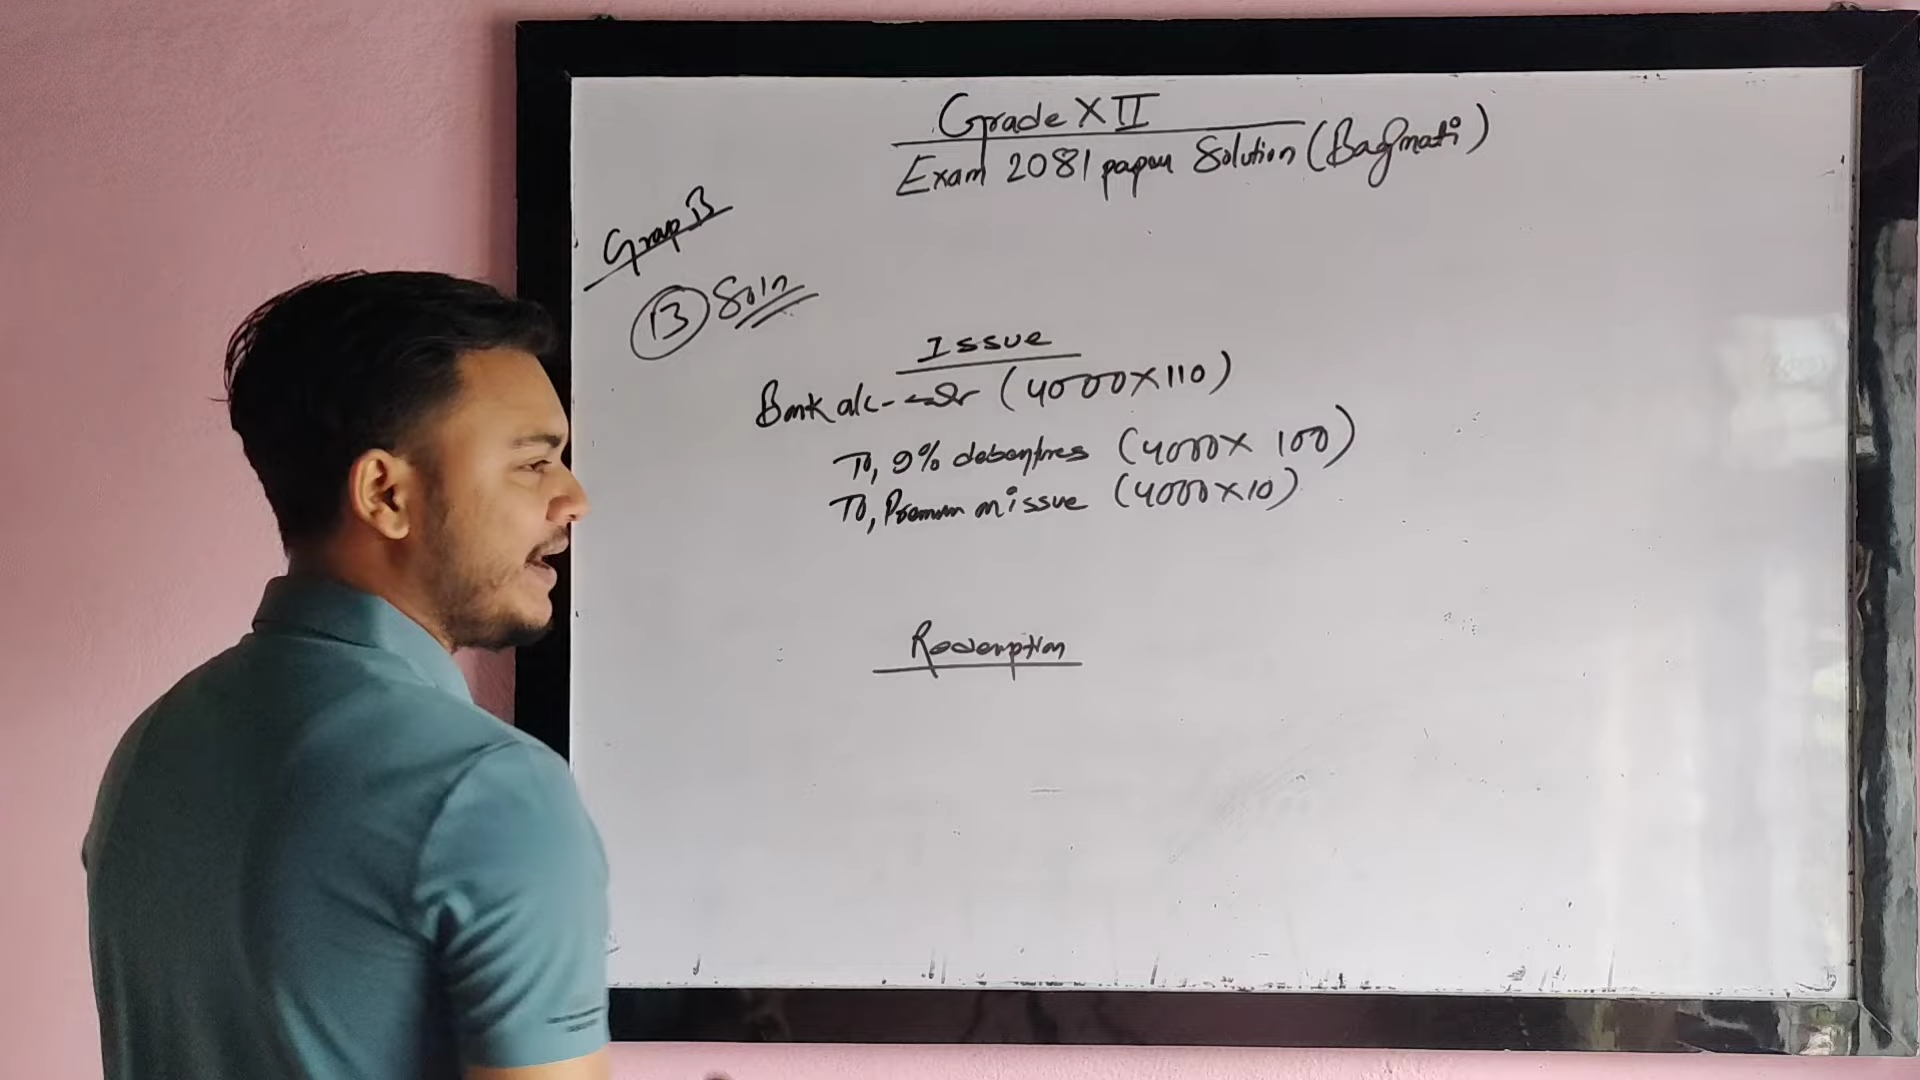 Grade XII
Exam 2081 paper Solution (Bagmati)
Group B
13 Soln
Issue
Bank a/c - Dr (4000×110)
To, 9% debentures (4000×100)
To, Premium on issue (4000×10)
Redemption